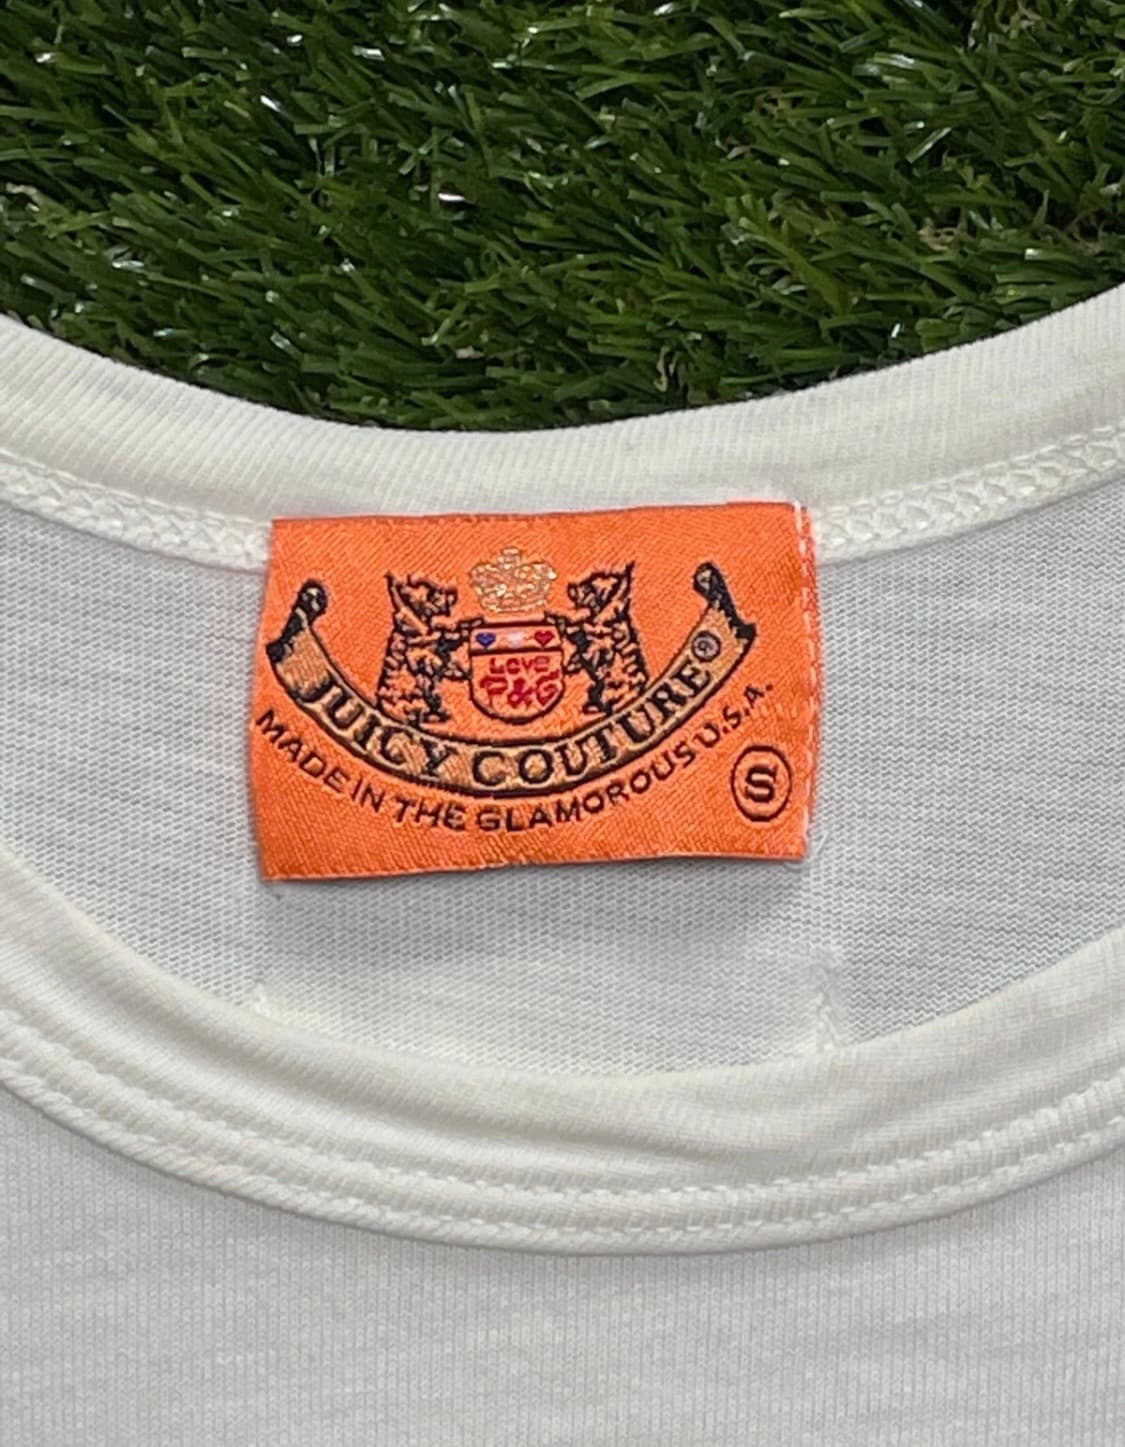 Love
P&G
JUICY COUTURE®
MADE IN THE GLAMOROUS U.S.A.
S